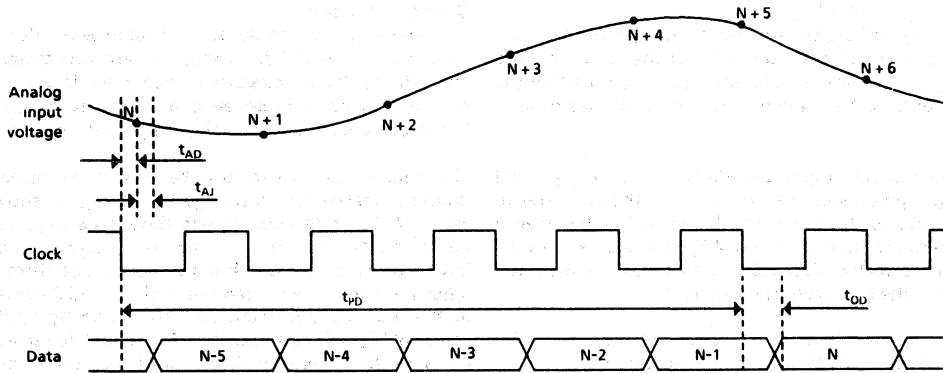 N + 5
N + 4
N + 3
N + 6
Analog
input
voltage
N
N + 1
N + 2
tAD
tAJ
Clock
tPD
tOD
Data
N-5
N-4
N-3
N-2
N-1
N